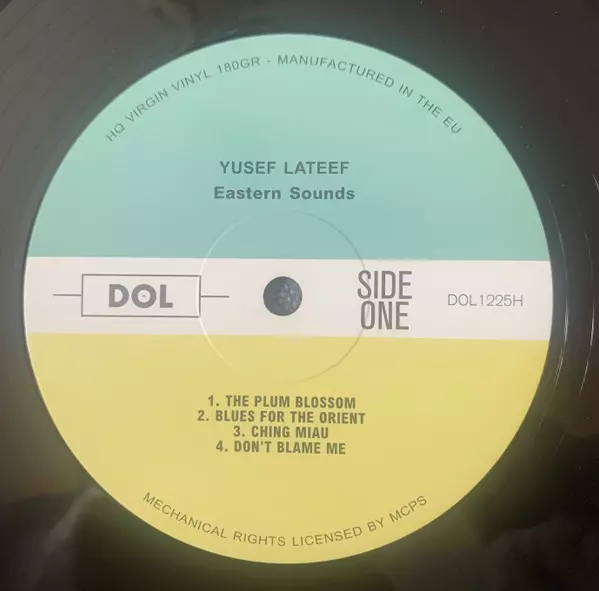 HQ VIRGIN VINYL 180GR - MANUFACTURED IN THE EU
YUSEF LATEEF
Eastern Sounds
DOL
SIDE
ONE
DOL1225H
1. THE PLUM BLOSSOM
2. BLUES FOR THE ORIENT
3. CHING MIAU
4. DON'T BLAME ME
MECHANICAL RIGHTS LICENSED BY MCPS